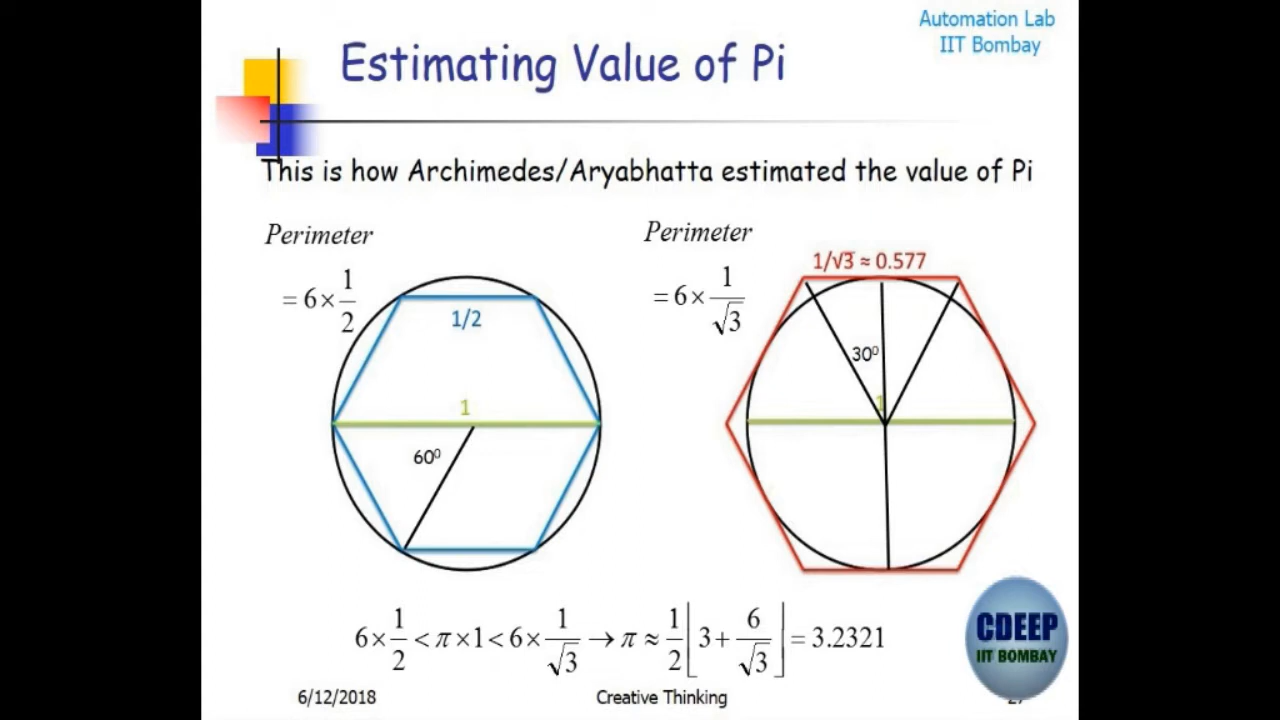 Automation Lab
IIT Bombay
Estimating Value of Pi
This is how Archimedes/Aryabhatta estimated the value of Pi
Perimeter
= 6 × 1/2
1/2
1
60⁰
Perimeter
= 6 × 1/√3
1/√3 ≈ 0.577
30⁰
1
6 × 1/2 < π × 1 < 6 × 1/√3 → π ≈ 1/2 ⌊3 + 6/√3⌋ = 3.2321
CDEEP
IIT BOMBAY
6/12/2018
Creative Thinking